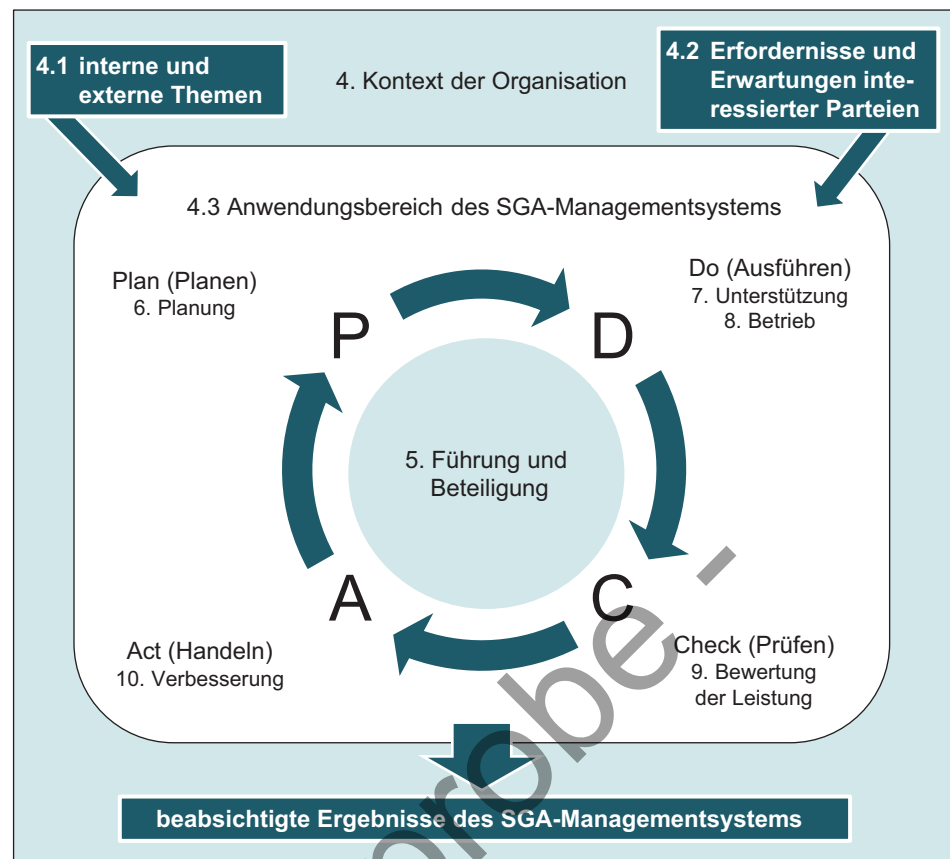 4.1 interne und
externe Themen
4. Kontext der Organisation
4.2 Erfordernisse und
Erwartungen inte-
ressierter Parteien
4.3 Anwendungsbereich des SGA-Managementsystems
Plan (Planen)
6. Planung
Do (Ausführen)
7. Unterstützung
8. Betrieb
P
D
5. Führung und
Beteiligung
A
C
Act (Handeln)
10. Verbesserung
Check (Prüfen)
9. Bewertung
der Leistung
beabsichtigte Ergebnisse des SGA-Managementsystems
probe -